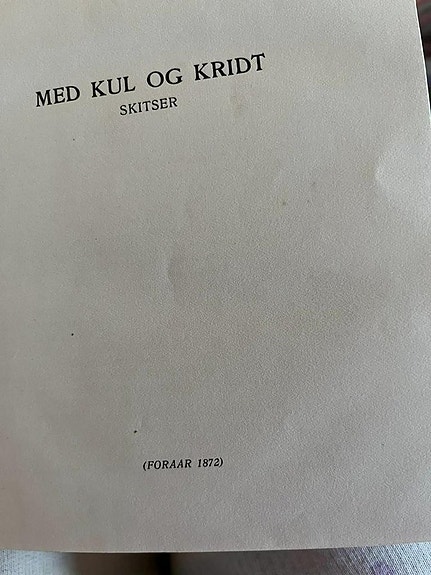 MED KUL OG KRIDT
SKITSER
(FORAAR 1872)